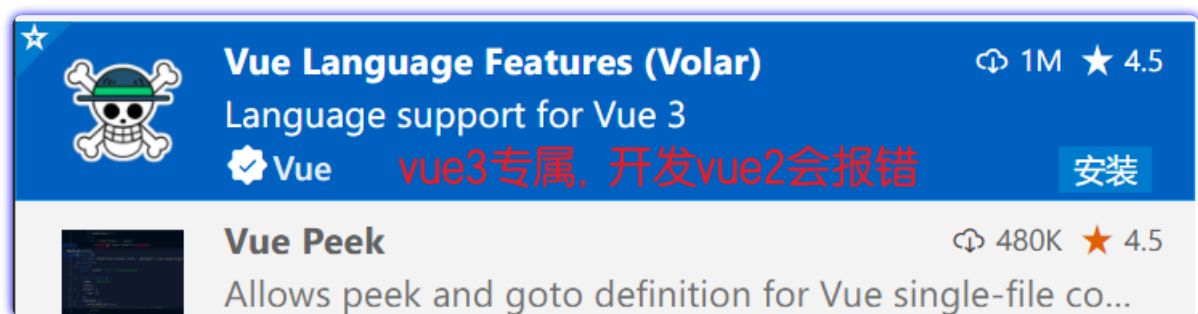 Vue Language Features (Volar) 1M 4.5
Language support for Vue 3
Vue vue3专属, 开发vue2会报错 安装
Vue Peek 480K 4.5
Allows peek and goto definition for Vue single-file co...